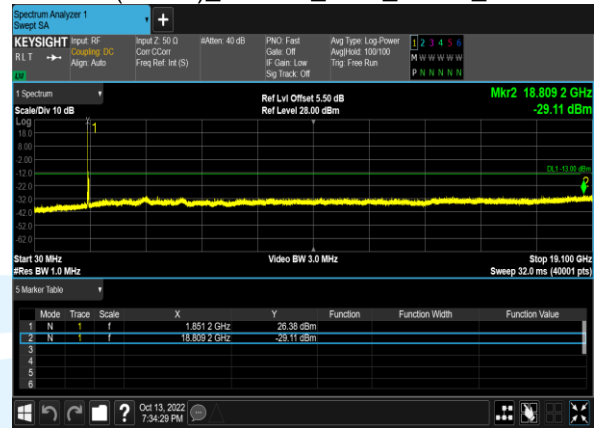 Spectrum Analyzer 1
Swept SA
+
KEYSIGHT
RLT
Input: RF
Coupling: DC
Align: Auto
Input Z: 50 Ω
Corr CCorr
Freq Ref: Int (S)
#Atten: 40 dB
PNO: Fast
Gate: Off
IF Gain: Low
Sig Track: Off
Avg Type: Log-Power
Avg|Hold: 100/100
Trig: Free Run
1 2 3 4 5 6
M W W W W W
P N N N N N
1 Spectrum
Scale/Div 10 dB
Log
Ref Lvl Offset 5.50 dB
Ref Level 28.00 dBm
Mkr2 18.809 2 GHz
-29.11 dBm
1
18.0
8.00
-2.00
-12.0
-22.0
-32.0
-42.0
-52.0
-62.0
DL1 -13.00 dBm
2
Start 30 MHz
#Res BW 1.0 MHz
Video BW 3.0 MHz
Stop 19.100 GHz
Sweep 32.0 ms (40001 pts)
5 Marker Table
Mode Trace Scale X Y Function Function Width Function Value
1 N 1 f 1.851 2 GHz 26.38 dBm
2 N 1 f 18.809 2 GHz -29.11 dBm
3
4
5
6
?
Oct 13, 2022
7:34:29 PM